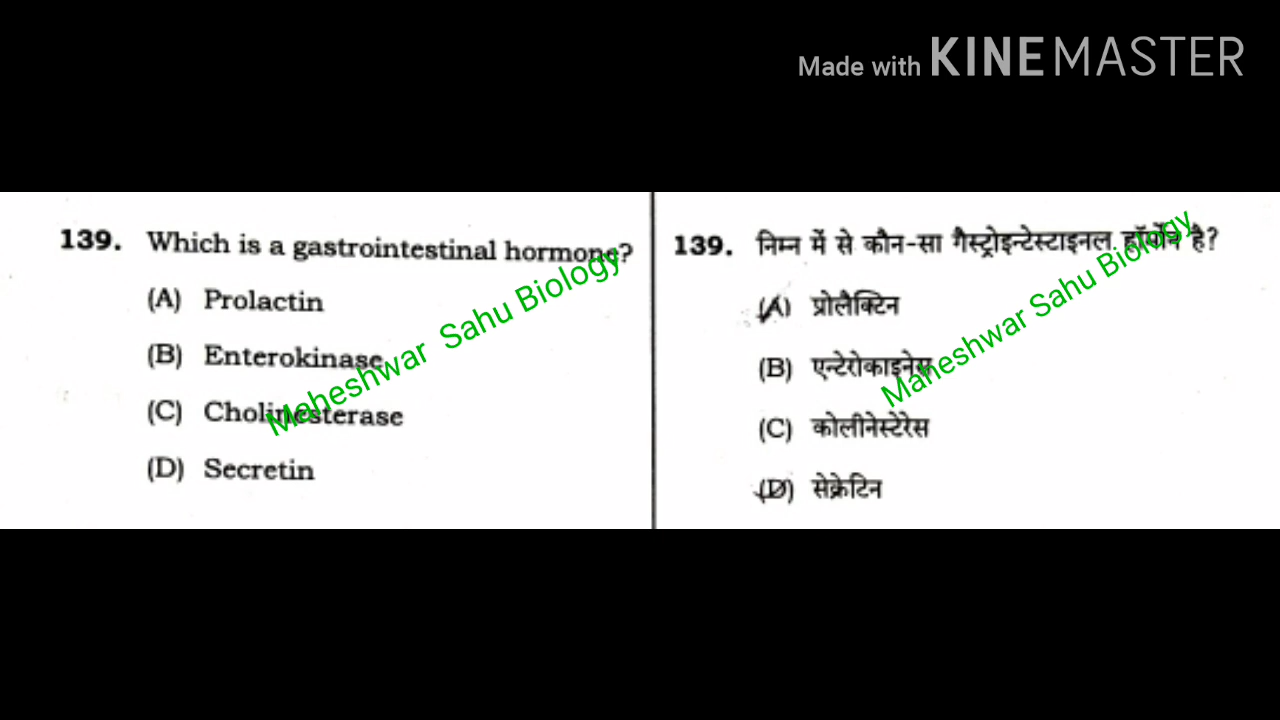 Made with KINEMASTER
139. Which is a gastrointestinal hormone?
(A) Prolactin
(B) Enterokinase
(C) Cholinesterase
(D) Secretin
Maheshwar Sahu Biology
139. निम्न में से कौन-सा गैस्ट्रोइन्टेस्टाइनल हॉर्मोन है?
(A) प्रोलैक्टिन
(B) एन्टेरोकाइनेस
(C) कोलीनेस्टेरेस
(D) सेक्रेटिन
Maheshwar Sahu Biology